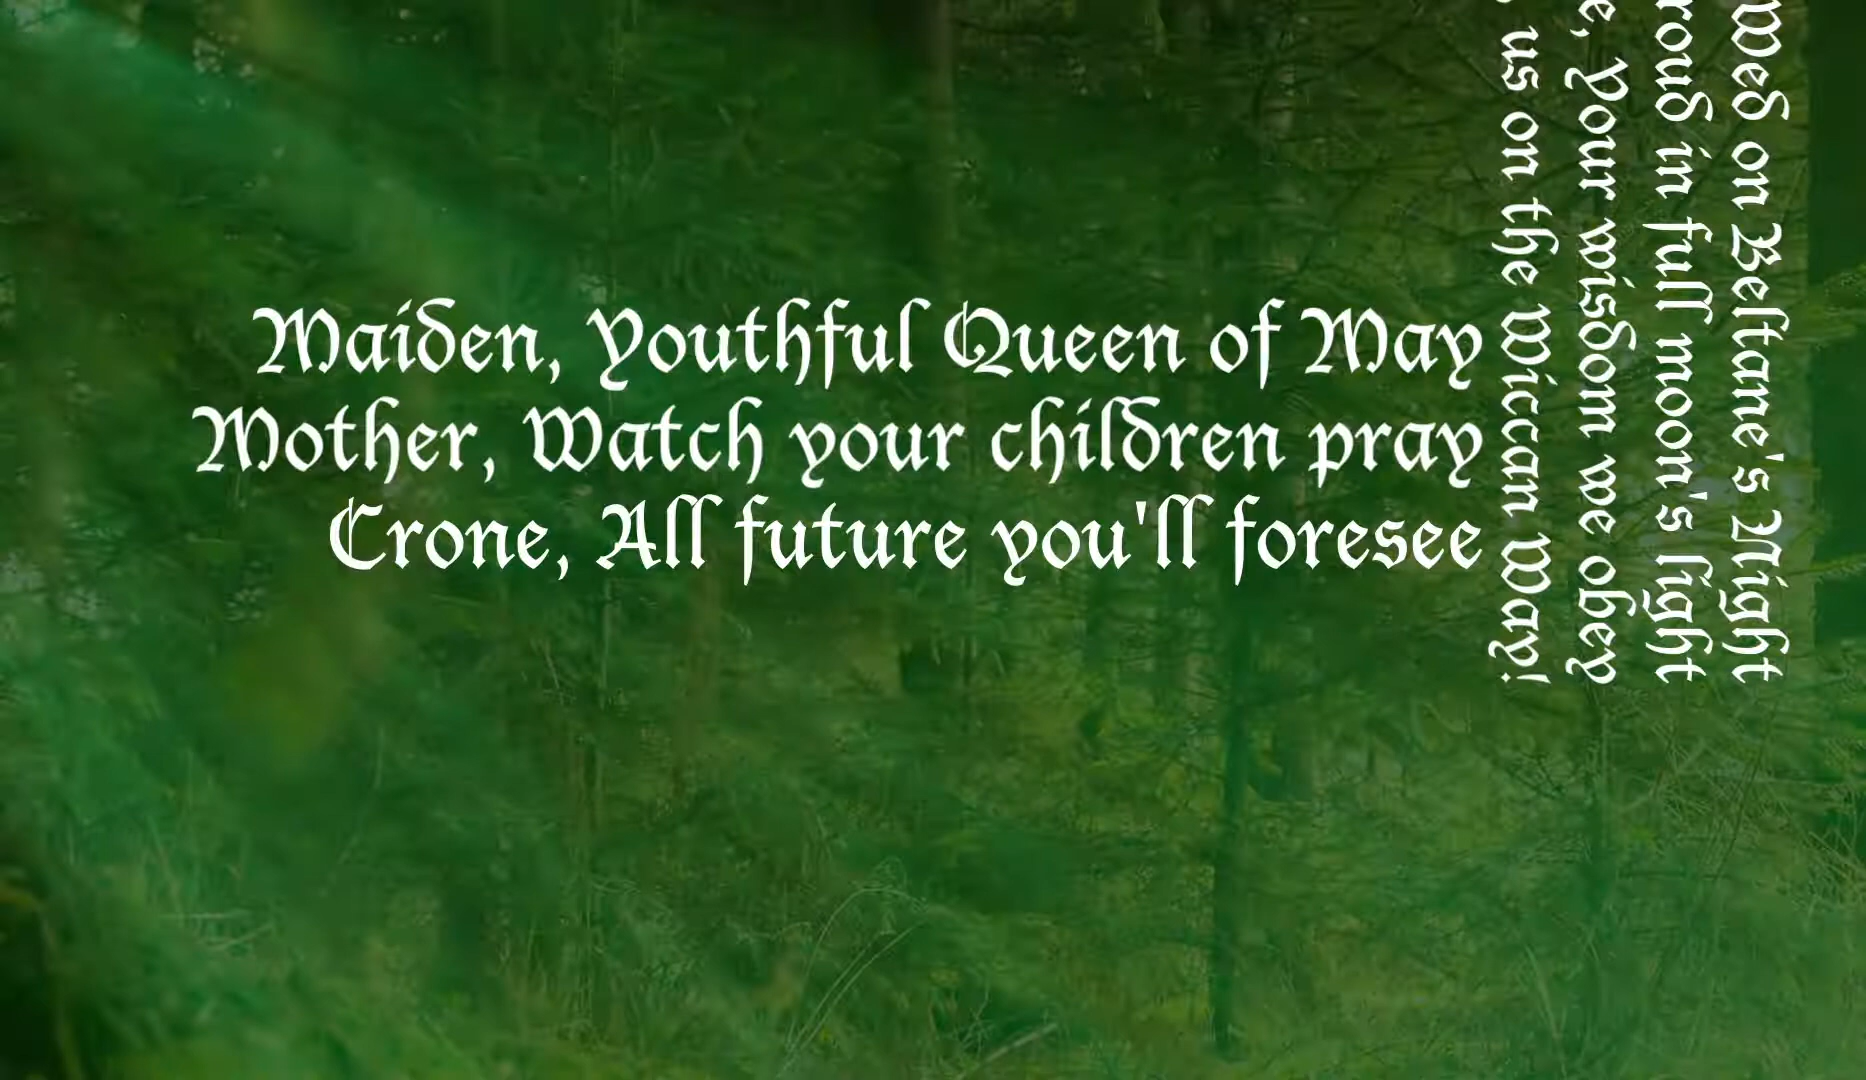 Wed on Beltane's Night
in full moon's light
Your wisdom we obey
us on the Wiccan Way!
Maiden, Youthful Queen of May
Mother, Watch your children pray
Crone, All future you'll foresee